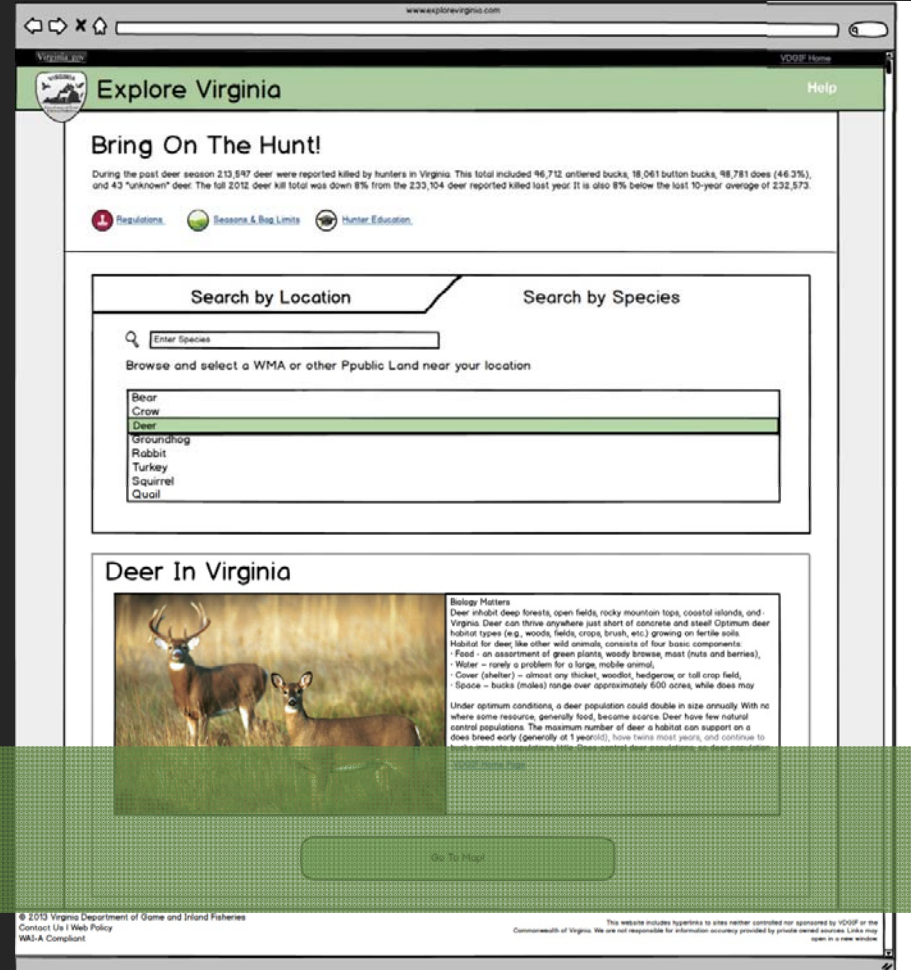 www.explorevirginia.com
Virginia.gov
VDGIF Home
VIRGINIA
Explore Virginia
Help
Bring On The Hunt!
During the past deer season 213,597 deer were reported killed by hunters in Virginia. This total included 96,712 antlered bucks, 18,061 button bucks, 98,781 does (46.3%),
and 43 "unknown" deer. The fall 2012 deer kill total was down 8% from the 233,104 deer reported killed last year. It is also 8% below the last 10-year average of 232,573.
Regulations
Seasons & Bag Limits
Hunter Education
Search by Location
Search by Species
Enter Species
Browse and select a WMA or other Ppublic Land near your location
Bear
Crow
Deer
Groundhog
Rabbit
Turkey
Squirrel
Quail
Deer In Virginia
Biology Matters
Deer inhabit deep forests, open fields, rocky mountain tops, coastal islands, and
Virginia. Deer can thrive anywhere just short of concrete and steel! Optimum deer
habitat types (e.g., woods, fields, crops, brush, etc.) growing on fertile soils.
Habitat for deer, like other wild animals, consists of four basic components:
· Food - an assortment of green plants, woody browse, mast (nuts and berries),
· Water – rarely a problem for a large, mobile animal;
· Cover (shelter) – almost any thicket, woodlot, hedgerow, or tall crop field;
· Space – bucks (males) range over approximately 600 acres, while does may
Under optimum conditions, a deer population could double in size annually. With no
where some resource, generally food, became scarce. Deer have few natural
control populations. The maximum number of deer a habitat can support on a
does breed early (generally at 1 yearold), have twins most years, and continue to
VDGIF Home Page
Go To Map!
© 2013 Virginia Department of Game and Inland Fisheries
Contact Us | Web Policy
WAI-A Compliant
This website includes hyperlinks to sites neither controlled nor sponsored by VDGIF or the
Commonwealth of Virginia. We are not responsible for information accuracy provided by private owned sources. Links may
open in a new window.